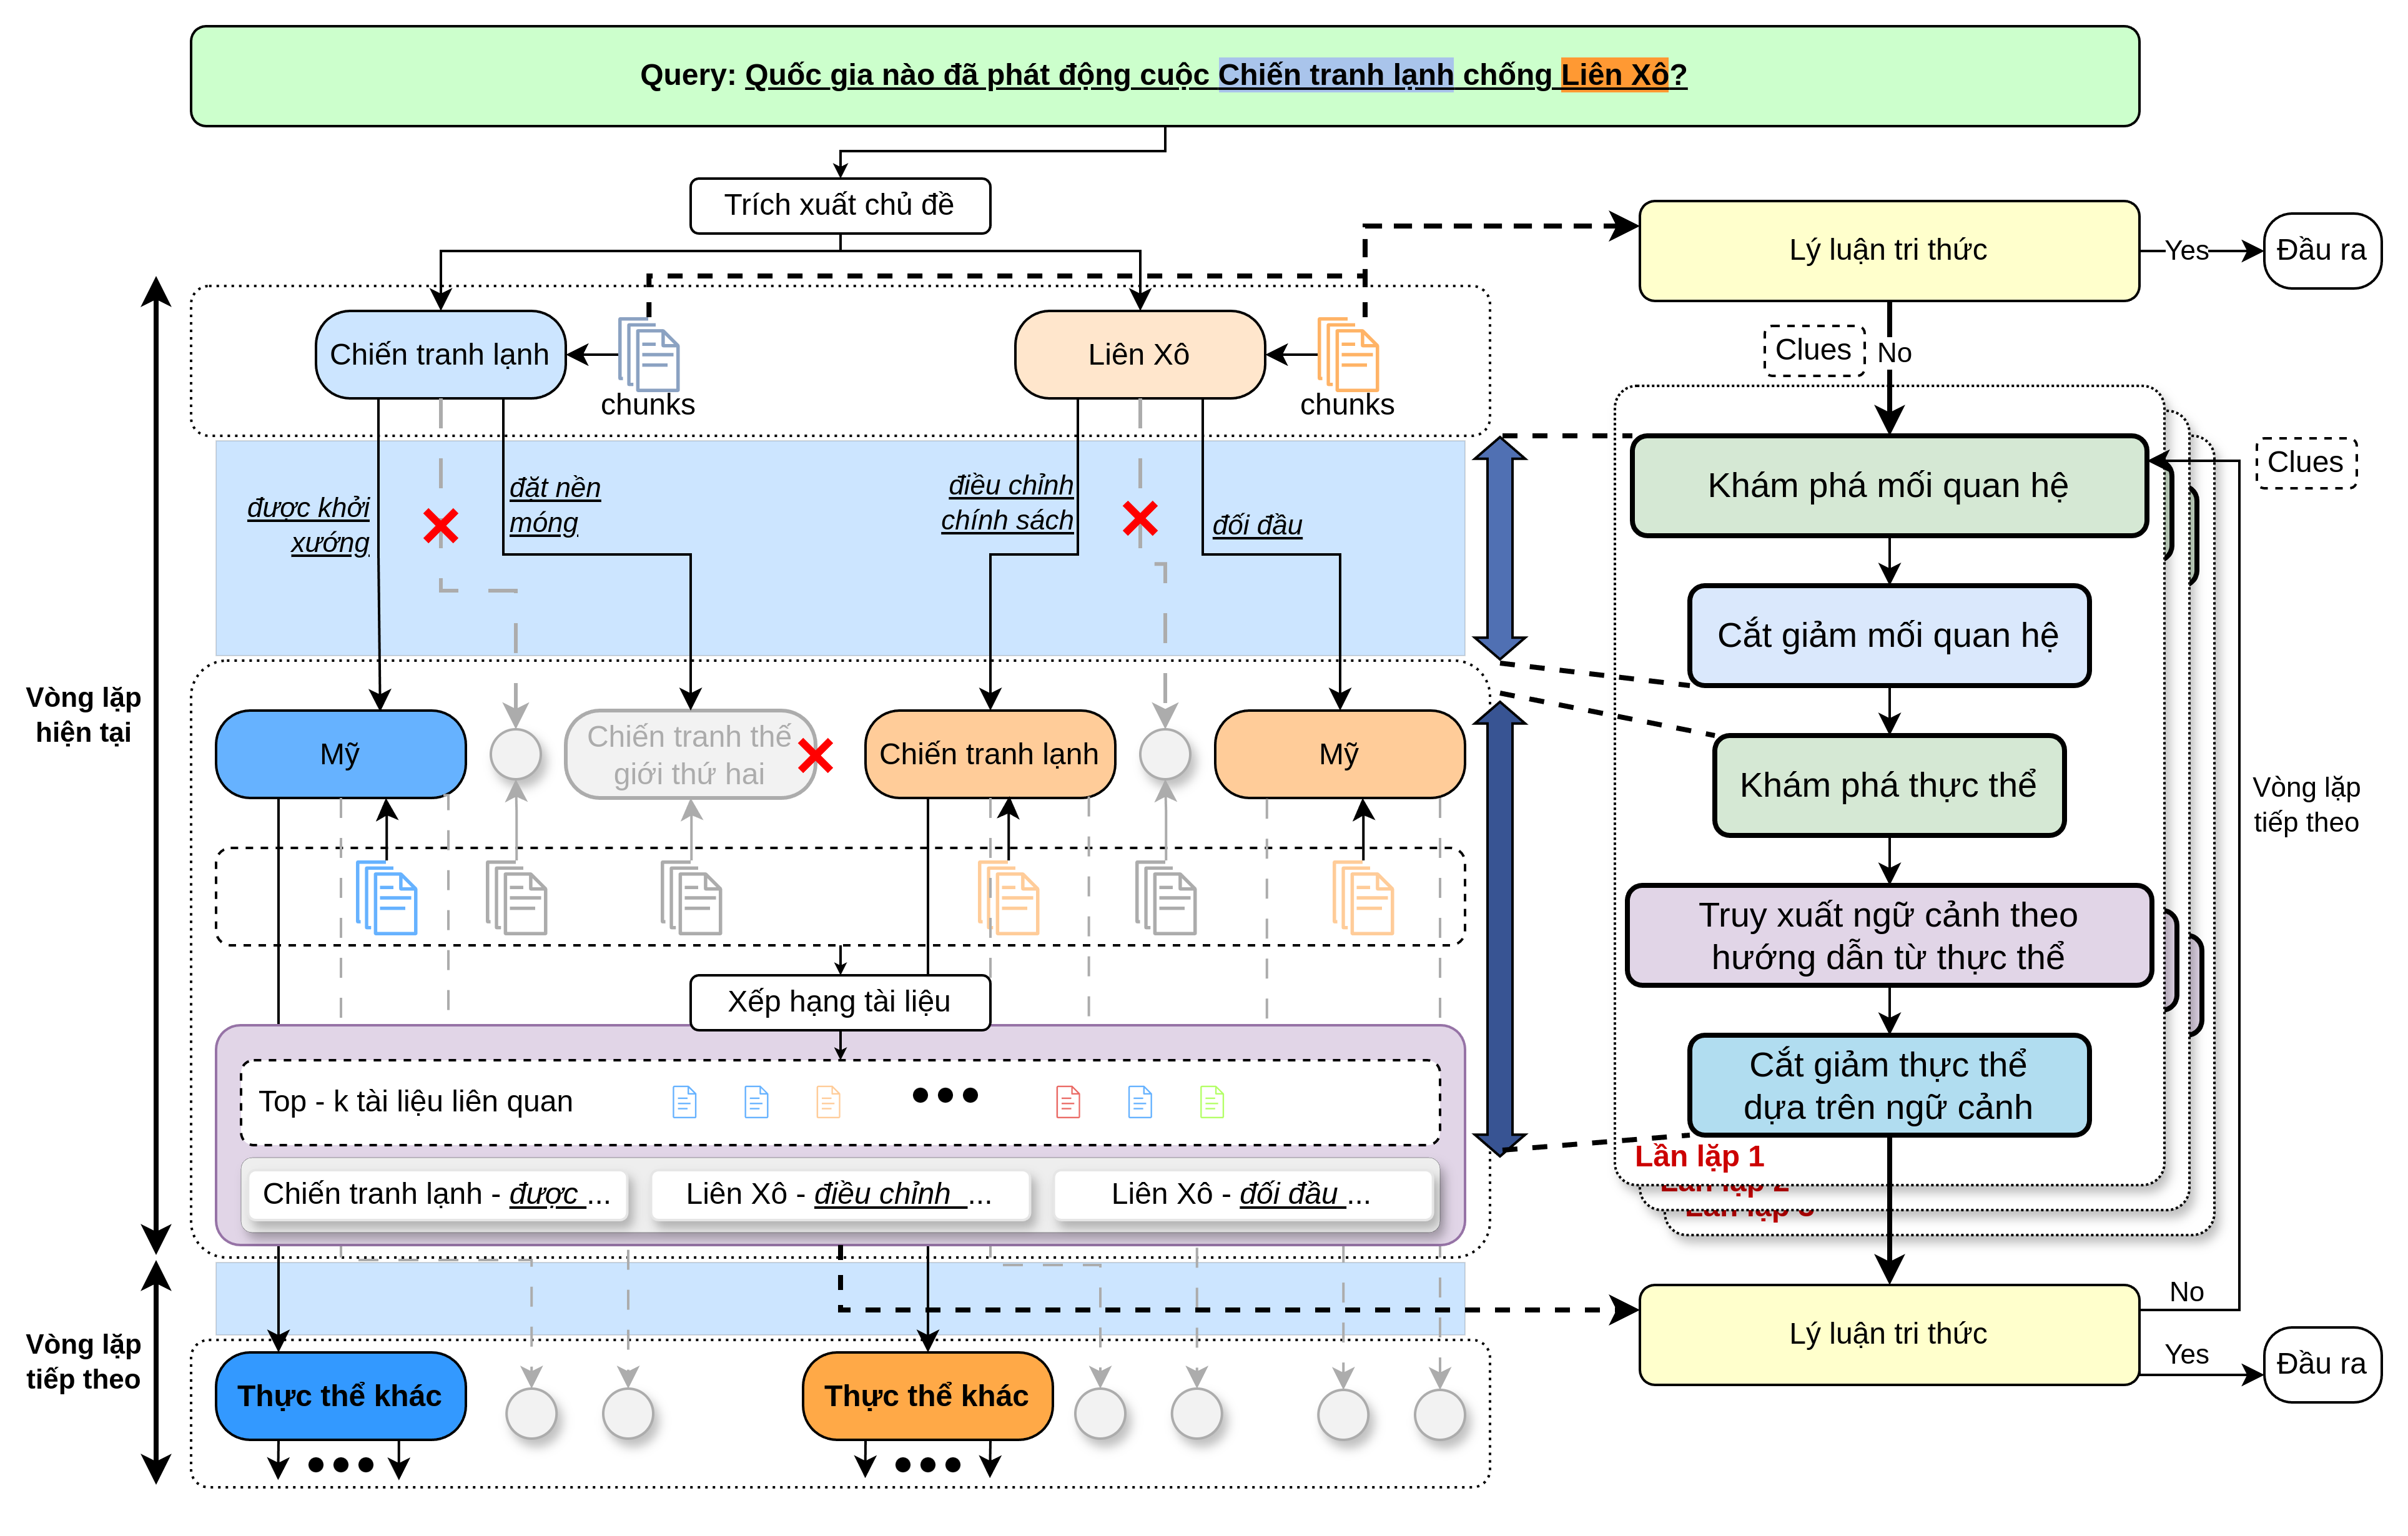 Query: Quốc gia nào đã phát động cuộc Chiến tranh lạnh chống Liên Xô?
Trích xuất chủ đề
Lý luận tri thức
Yes
Đầu ra
Chiến tranh lạnh
chunks
Liên Xô
chunks
Clues
No
được khởi
xướng
đặt nền
móng
điều chỉnh
chính sách
đối đầu
Khám phá mối quan hệ
Clues
Cắt giảm mối quan hệ
Vòng lặp
hiện tại
Mỹ
Chiến tranh thế
giới thứ hai
Chiến tranh lạnh
Mỹ
Khám phá thực thể
Vòng lặp
tiếp theo
Truy xuất ngữ cảnh theo
hướng dẫn từ thực thể
Xếp hạng tài liệu
Cắt giảm thực thể
dựa trên ngữ cảnh
Top - k tài liệu liên quan
Lần lặp 1
Lần lặp 2
Lần lặp 3
Chiến tranh lạnh - được ...
Liên Xô - điều chỉnh ...
Liên Xô - đối đầu ...
Lý luận tri thức
No
Yes
Đầu ra
Vòng lặp
tiếp theo
Thực thể khác
Thực thể khác